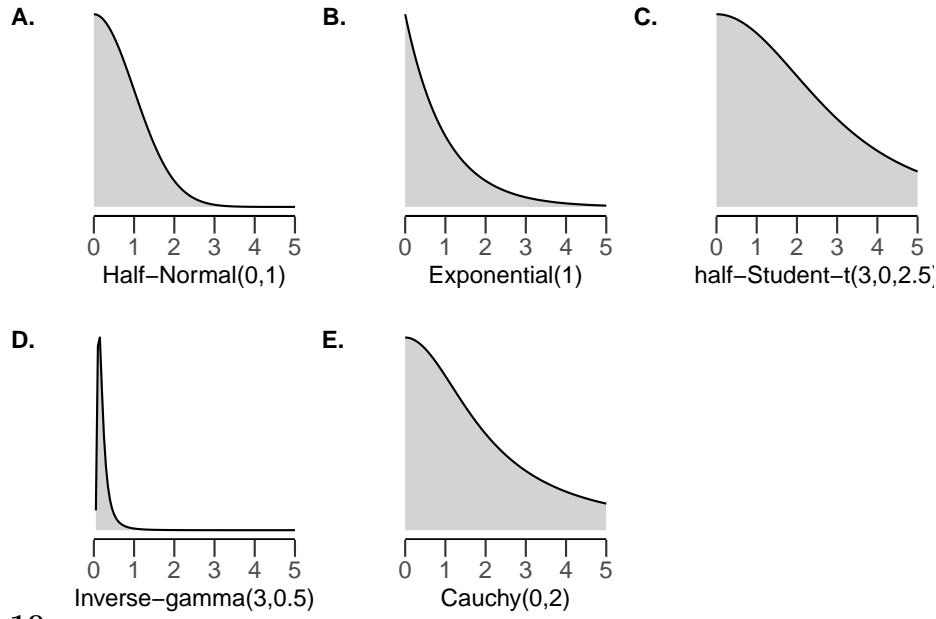 A.
0 1 2 3 4 5
Half−Normal(0,1)
B.
0 1 2 3 4 5
Exponential(1)
C.
0 1 2 3 4 5
half−Student−t(3,0,2.5)
D.
0 1 2 3 4 5
Inverse−gamma(3,0.5)
E.
0 1 2 3 4 5
Cauchy(0,2)